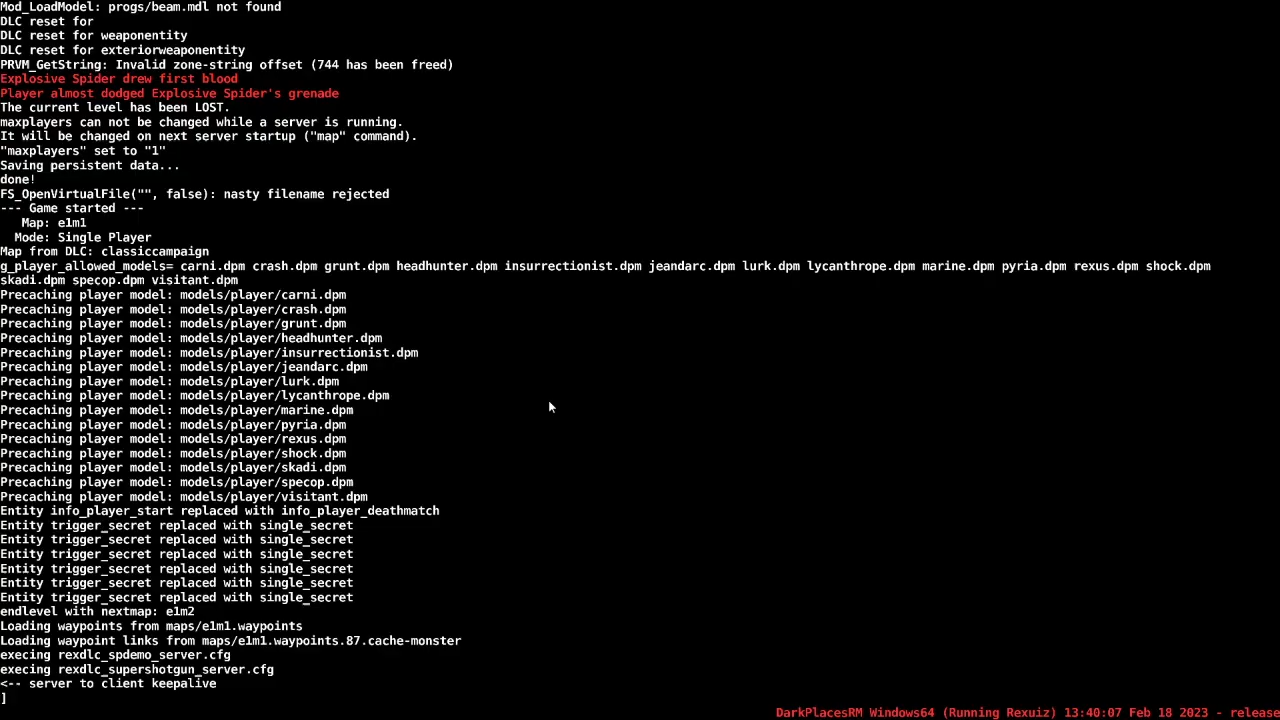 Mod_LoadModel: progs/beam.mdl not found
DLC reset for
DLC reset for weaponentity
DLC reset for exteriorweaponentity
PRVM_GetString: Invalid zone-string offset (744 has been freed)
Explosive Spider drew first blood
Player almost dodged Explosive Spider's grenade
The current level has been LOST.
maxplayers can not be changed while a server is running.
It will be changed on next server startup ("map" command).
"maxplayers" set to "1"
Saving persistent data...
done!
FS_OpenVirtualFile("", false): nasty filename rejected
--- Game started ---
   Map: e1m1
  Mode: Single Player
Map from DLC: classiccampaign
g_player_allowed_models= carni.dpm crash.dpm grunt.dpm headhunter.dpm insurrectionist.dpm jeandarc.dpm lurk.dpm lycanthrope.dpm marine.dpm pyria.dpm rexus.dpm shock.dpm
skadi.dpm specop.dpm visitant.dpm
Precaching player model: models/player/carni.dpm
Precaching player model: models/player/crash.dpm
Precaching player model: models/player/grunt.dpm
Precaching player model: models/player/headhunter.dpm
Precaching player model: models/player/insurrectionist.dpm
Precaching player model: models/player/jeandarc.dpm
Precaching player model: models/player/lurk.dpm
Precaching player model: models/player/lycanthrope.dpm
Precaching player model: models/player/marine.dpm
Precaching player model: models/player/pyria.dpm
Precaching player model: models/player/rexus.dpm
Precaching player model: models/player/shock.dpm
Precaching player model: models/player/skadi.dpm
Precaching player model: models/player/specop.dpm
Precaching player model: models/player/visitant.dpm
Entity info_player_start replaced with info_player_deathmatch
Entity trigger_secret replaced with single_secret
Entity trigger_secret replaced with single_secret
Entity trigger_secret replaced with single_secret
Entity trigger_secret replaced with single_secret
Entity trigger_secret replaced with single_secret
Entity trigger_secret replaced with single_secret
endlevel with nextmap: e1m2
Loading waypoints from maps/e1m1.waypoints
Loading waypoint links from maps/e1m1.waypoints.87.cache-monster
execing rexdlc_spdemo_server.cfg
execing rexdlc_supershotgun_server.cfg
<-- server to client keepalive
]
DarkPlacesRM Windows64 (Running Rexuiz) 13:40:07 Feb 18 2023 - release